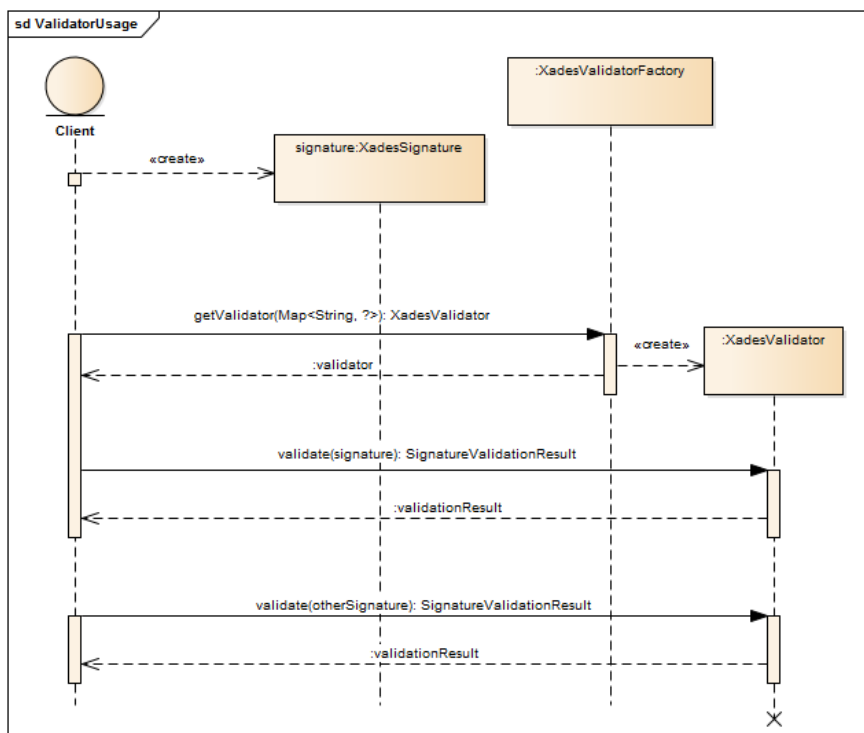 sd ValidatorUsage
:XadesValidatorFactory
Client
signature:XadesSignature
«create»
getValidator(Map<String, ?>): XadesValidator
«create»
:XadesValidator
:validator
validate(signature): SignatureValidationResult
:validationResult
validate(otherSignature): SignatureValidationResult
:validationResult